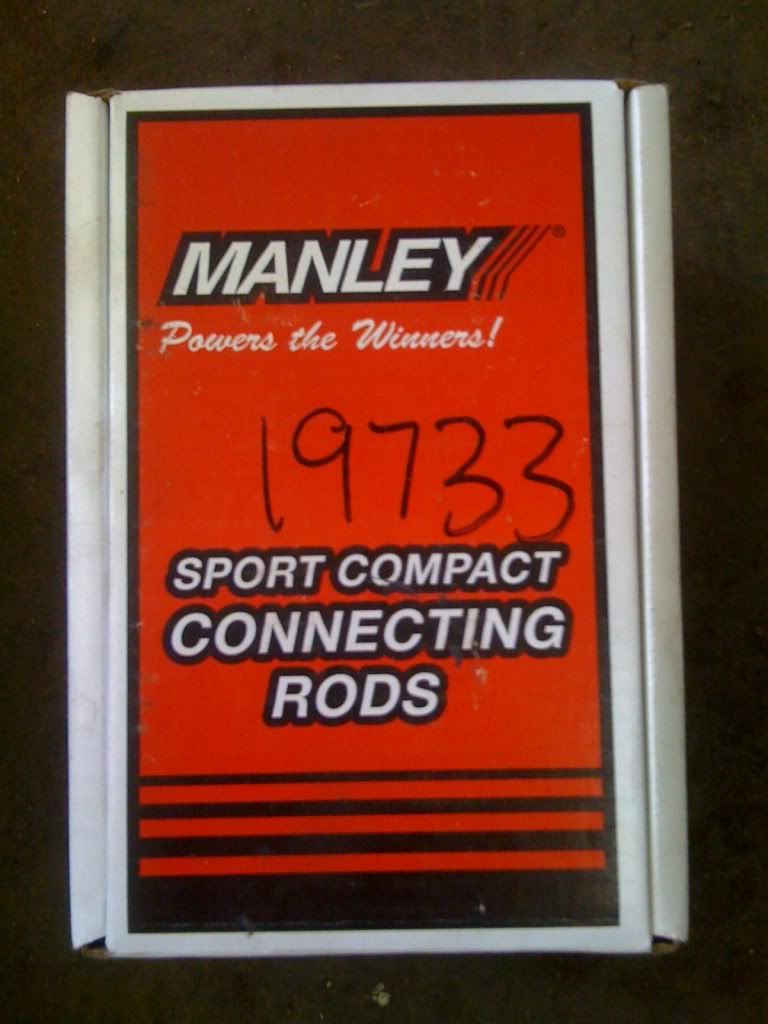 MANLEY®
Powers the Winners!
19733
SPORT COMPACT
CONNECTING
RODS